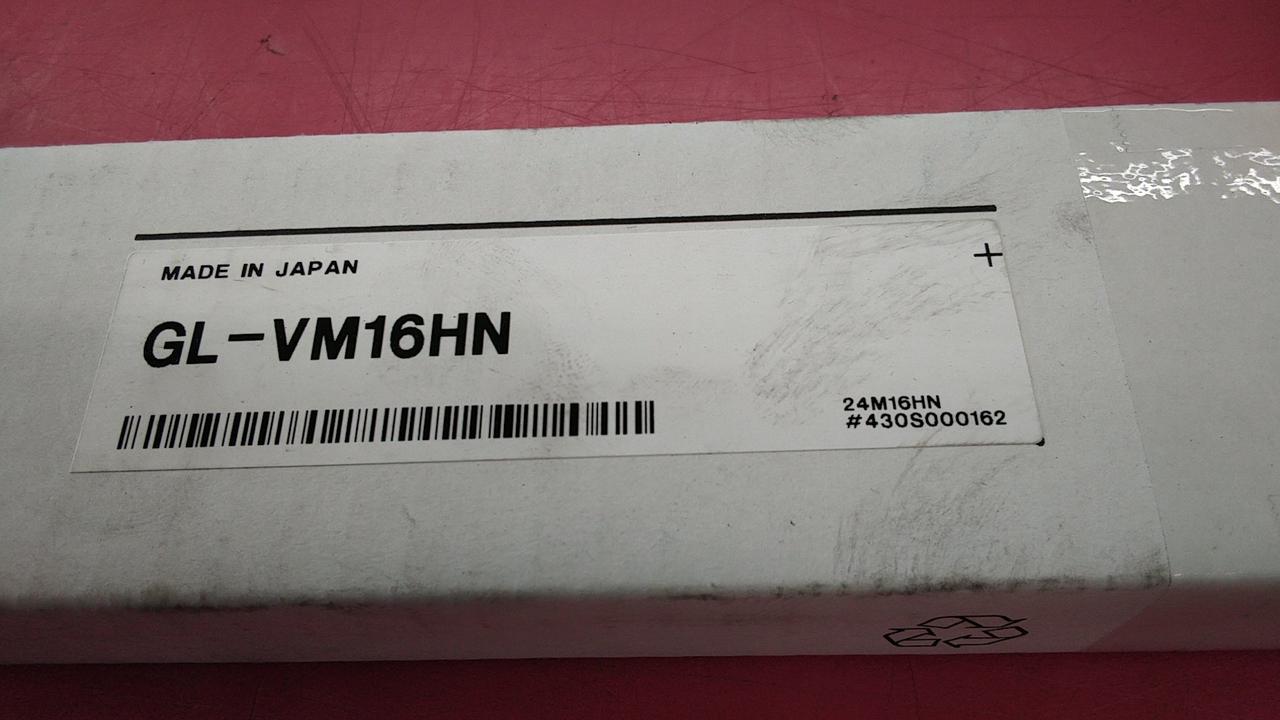 MADE IN JAPAN
GL-VM16HN
24M16HN
#430S000162